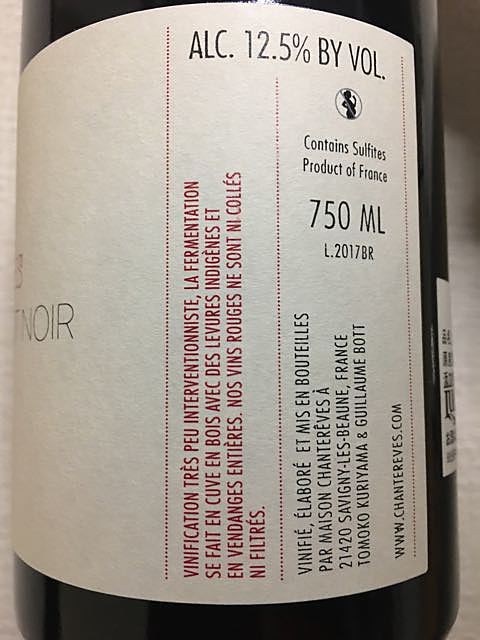 NOIR
VINIFICATION TRÈS PEU INTERVENTIONNISTE, LA FERMENTATION
SE FAIT EN CUVE EN BOIS AVEC DES LEVURES INDIGÈNES ET
EN VENDANGES ENTIÈRES. NOS VINS ROUGES NE SONT NI COLLÉS
NI FILTRÉS.
ALC. 12.5% BY VOL.
Contains Sulfites
Product of France
750 ML
L.2017BR
VINIFIÉ, ÉLABORÉ ET MIS EN BOUTEILLES
PAR MAISON CHANTERÊVES À
21420 SAVIGNY-LES-BEAUNE, FRANCE
TOMOKO KURIYAMA & GUILLAUME BOTT
WWW.CHANTEREVES.COM